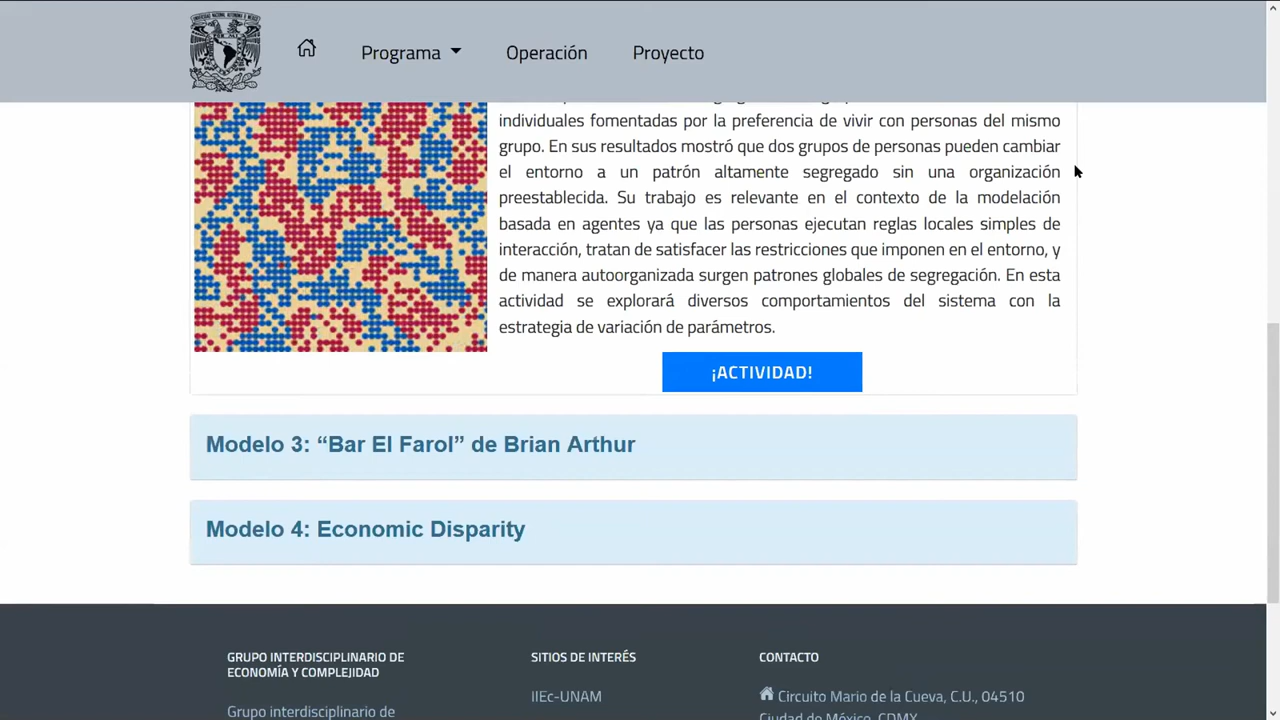 Programa
Operación
Proyecto
individuales fomentadas por la preferencia de vivir con personas del mismo
grupo. En sus resultados mostró que dos grupos de personas pueden cambiar
el entorno a un patrón altamente segregado sin una organización
preestablecida. Su trabajo es relevante en el contexto de la modelación
basada en agentes ya que las personas ejecutan reglas locales simples de
interacción, tratan de satisfacer las restricciones que imponen en el entorno, y
de manera autoorganizada surgen patrones globales de segregación. En esta
actividad se explorará diversos comportamientos del sistema con la
estrategia de variación de parámetros.
¡ACTIVIDAD!
Modelo 3: “Bar El Farol” de Brian Arthur
Modelo 4: Economic Disparity
GRUPO INTERDISCIPLINARIO DE
ECONOMÍA Y COMPLEJIDAD
Grupo interdisciplinario de
SITIOS DE INTERÉS
IIEc-UNAM
CONTACTO
Circuito Mario de la Cueva, C.U., 04510
Ciudad de México, CDMX